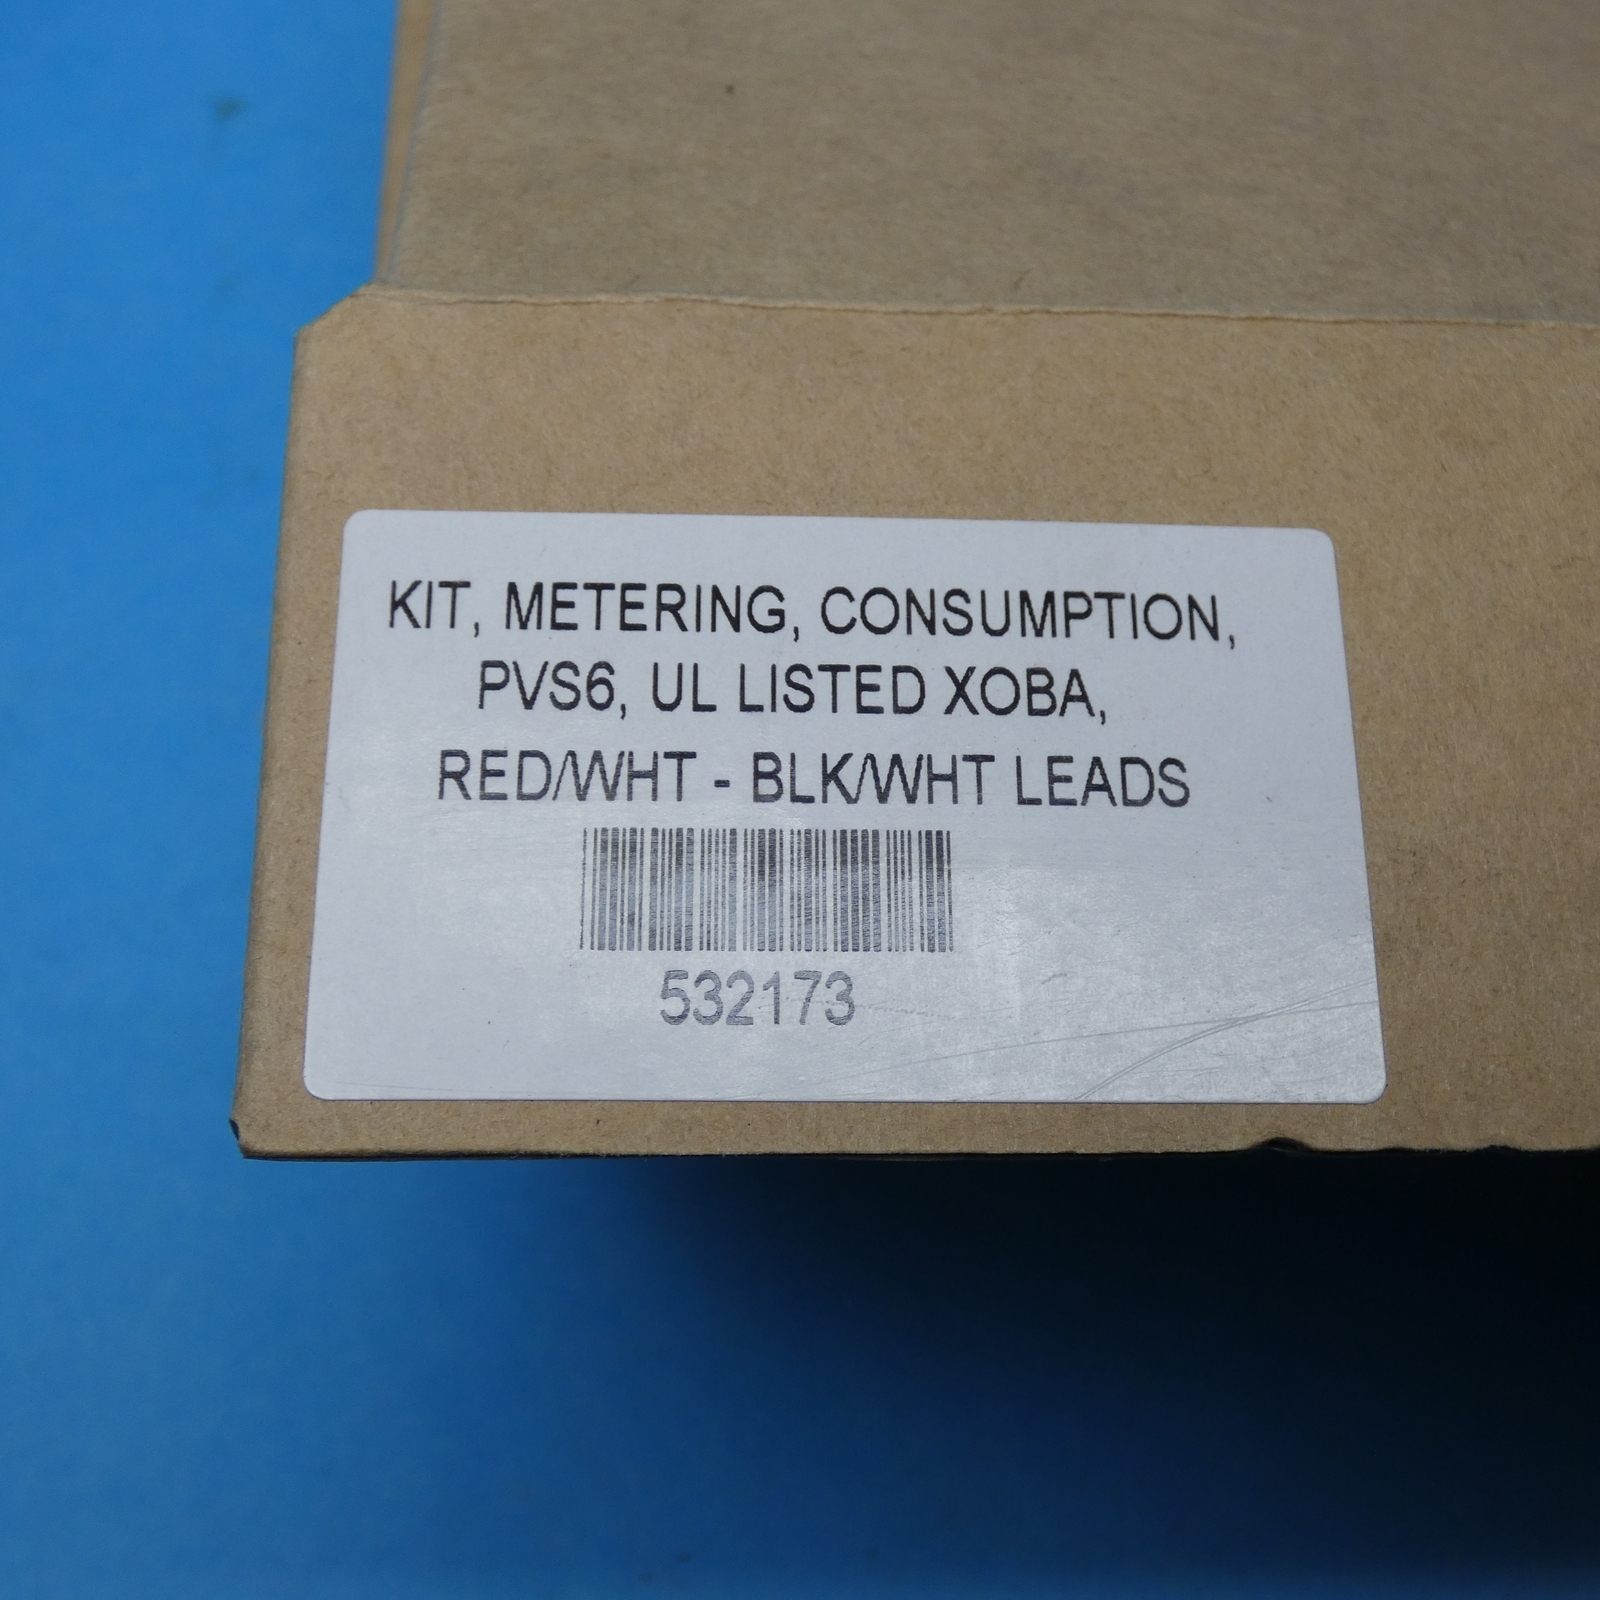 KIT, METERING, CONSUMPTION,
PVS6, UL LISTED XOBA,
RED/WHT - BLK/WHT LEADS
532173